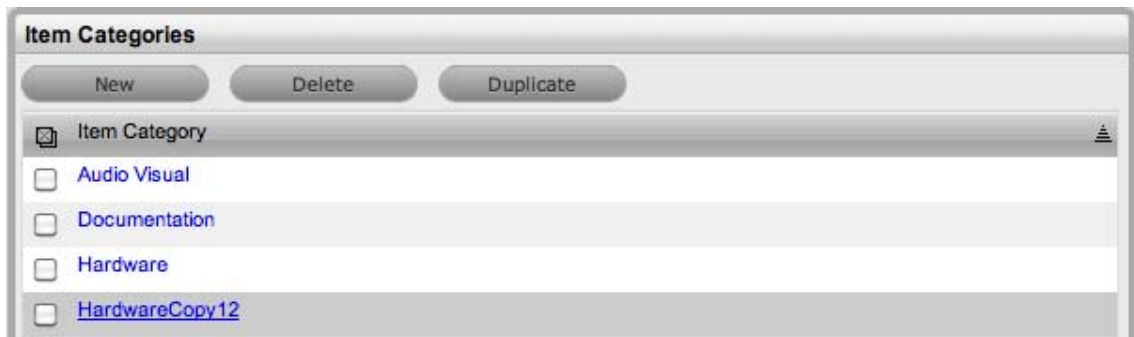 Item Categories
New Delete Duplicate
Item Category
Audio Visual
Documentation
Hardware
HardwareCopy12